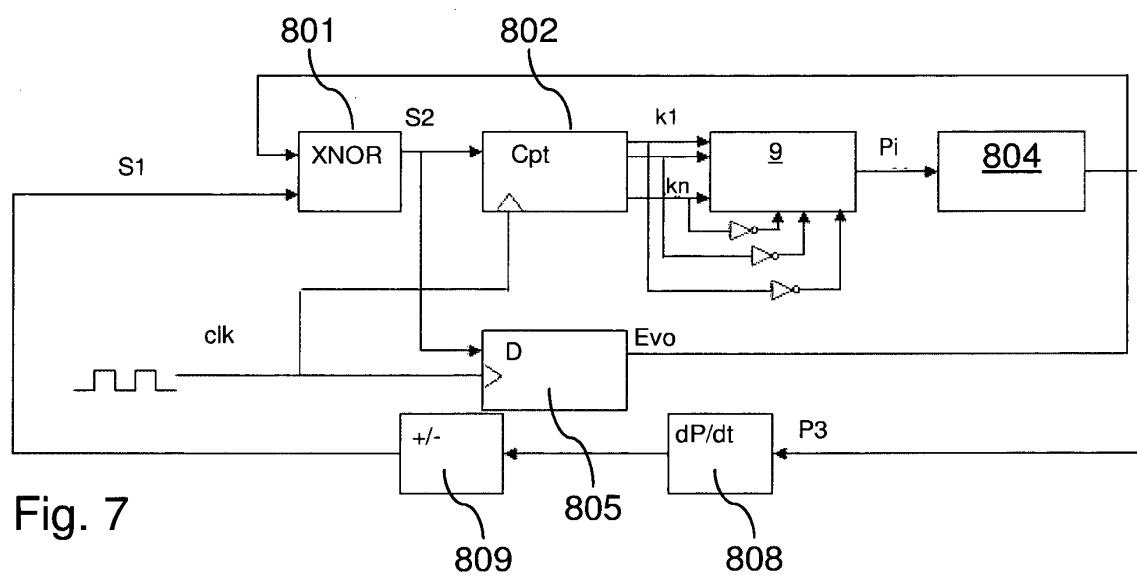 801
802
S2
k1
XNOR
Cpt
9
Pi
804
S1
kn
clk
D
Evo
+/-
dP/dt
P3
805
Fig. 7
809
808